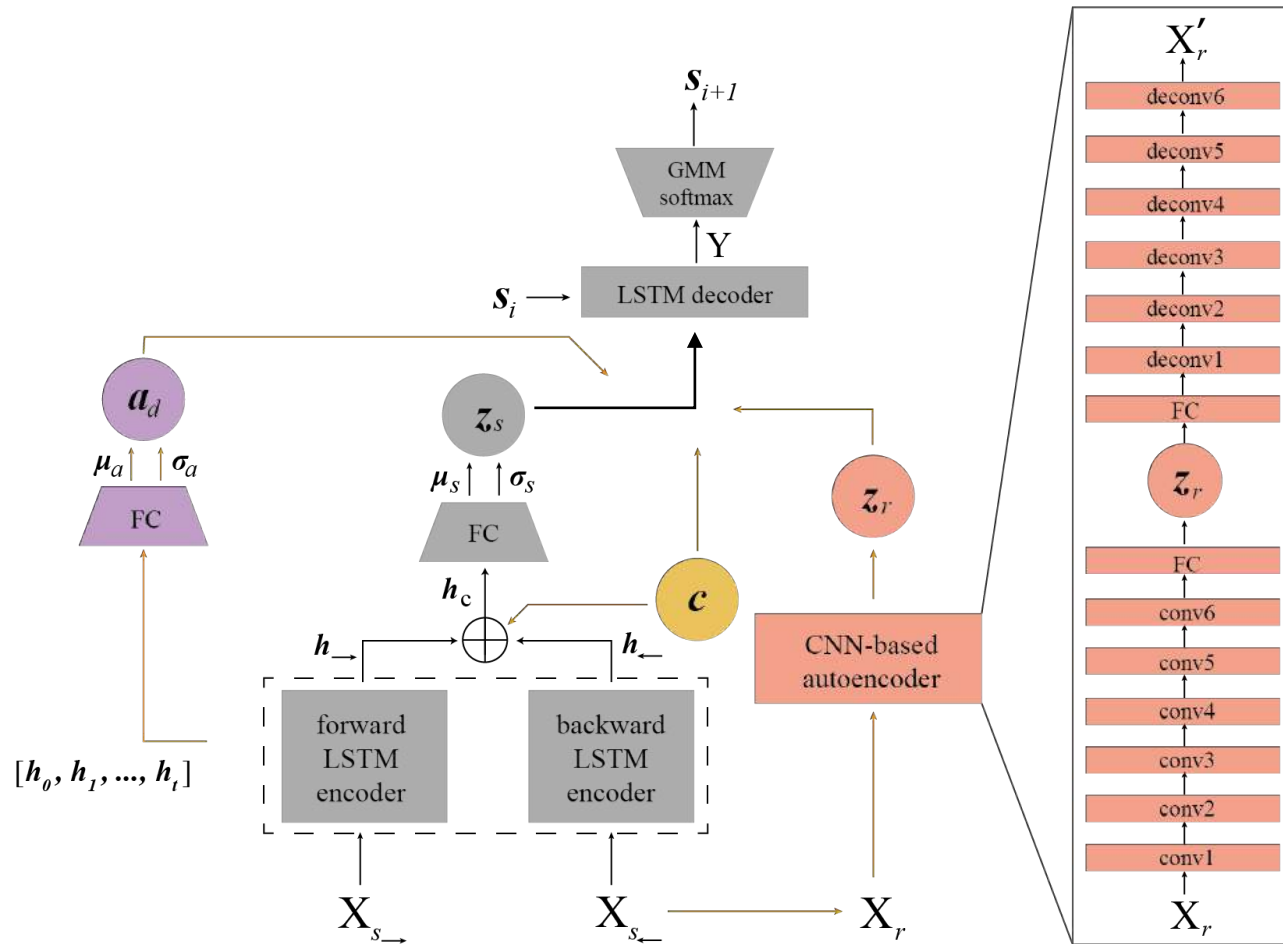 X′ᵣ
deconv6
deconv5
deconv4
deconv3
deconv2
deconv1
FC
zᵣ
FC
conv6
conv5
conv4
conv3
conv2
conv1
Xᵣ
sᵢ₊₁
GMM
softmax
Y
sᵢ
LSTM decoder
a_d
μₐ σₐ
FC
zₛ
μₛ σₛ
FC
h_c
c
zᵣ
CNN-based
autoencoder
h→
h←
forward
LSTM
encoder
backward
LSTM
encoder
[h₀, h₁, ..., hₜ]
Xₛ→
Xₛ←
Xᵣ